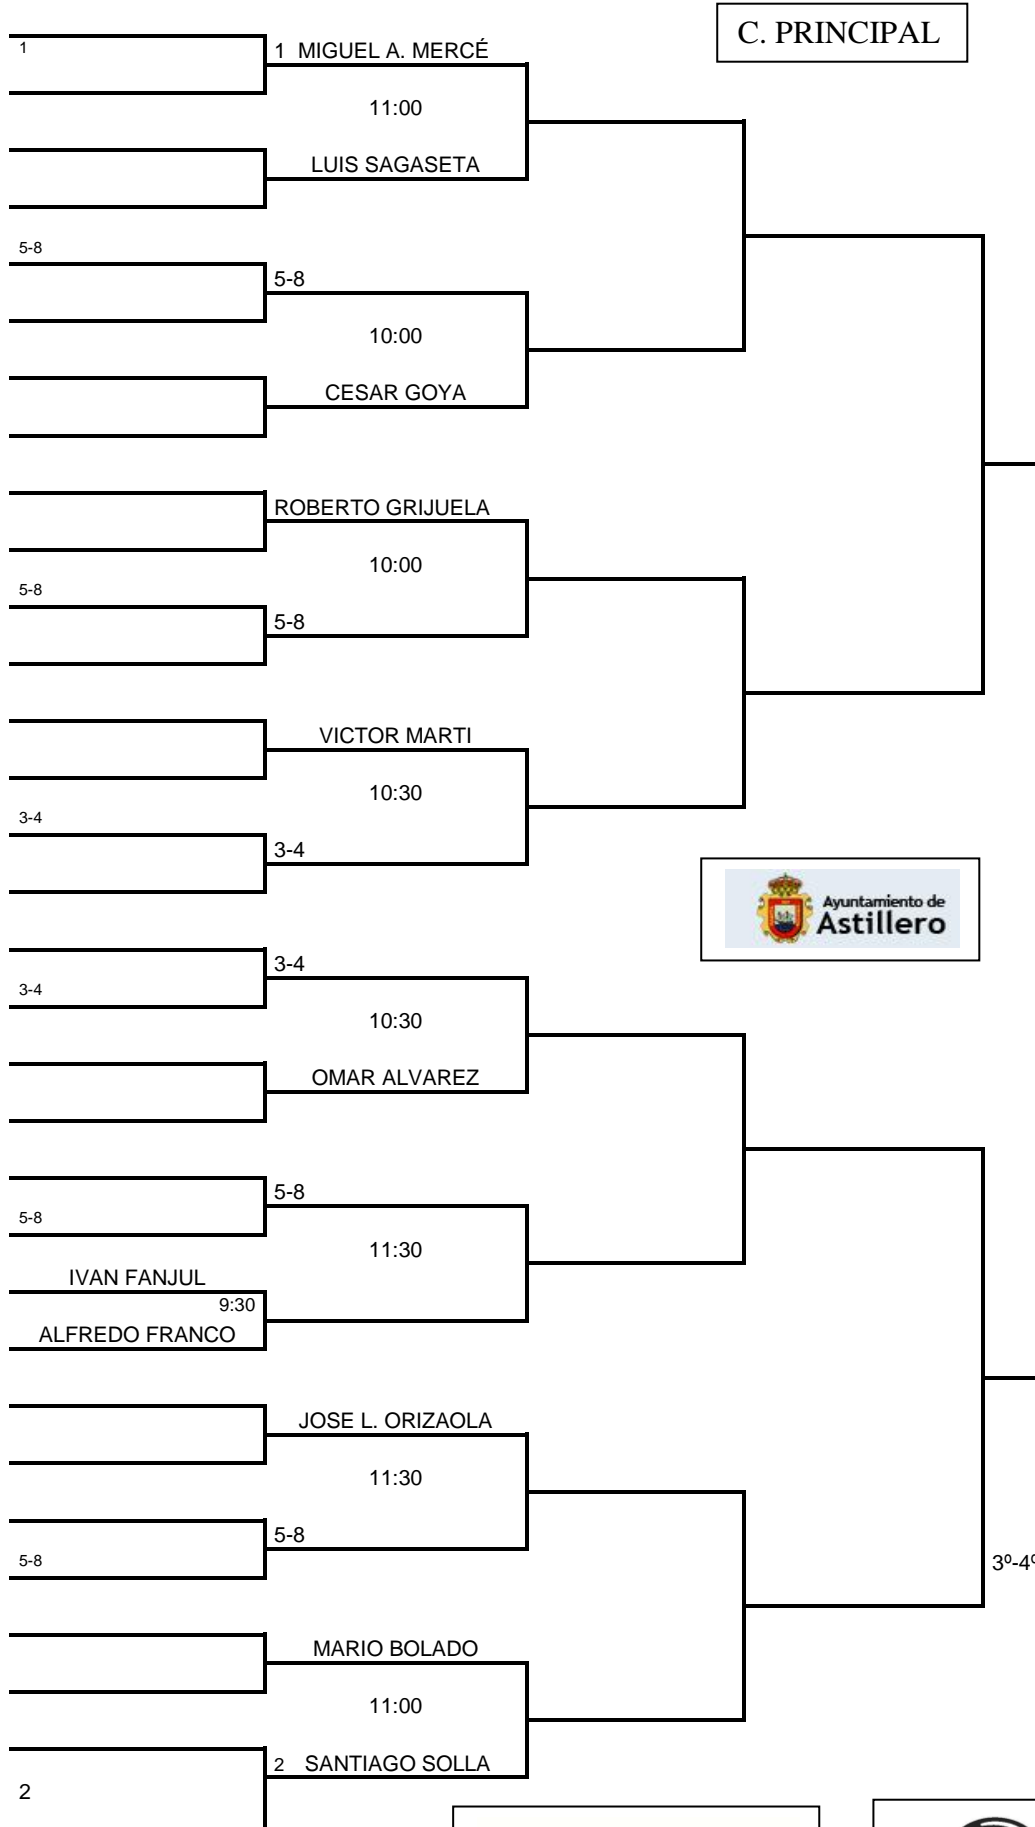 C. PRINCIPAL
1
1 MIGUEL A. MERCÉ
11:00
LUIS SAGASETA
5-8
5-8
10:00
CESAR GOYA
ROBERTO GRIJUELA
10:00
5-8
5-8
VICTOR MARTI
10:30
3-4
3-4
Ayuntamiento de
Astillero
3-4
3-4
10:30
OMAR ALVAREZ
5-8
5-8
11:30
IVAN FANJUL
9:30
ALFREDO FRANCO
JOSE L. ORIZAOLA
11:30
5-8
5-8
3º-4º
MARIO BOLADO
11:00
2 SANTIAGO SOLLA
2